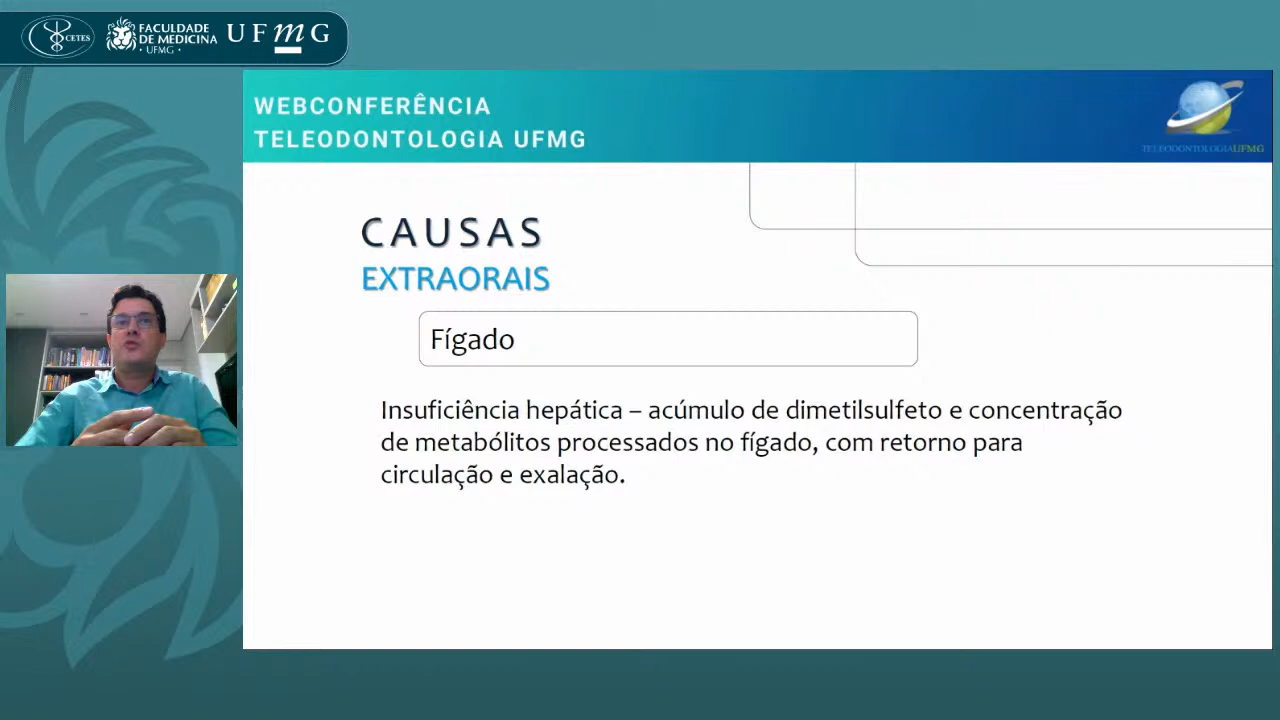 CETES
FACULDADE
DE MEDICINA
• UFMG •
UFmG
WEBCONFERÊNCIA
TELEODONTOLOGIA UFMG
TELEODONTOLOGIAUFMG
CAUSAS
EXTRAORAIS
Fígado
Insuficiência hepática – acúmulo de dimetilsulfeto e concentração
de metabólitos processados no fígado, com retorno para
circulação e exalação.